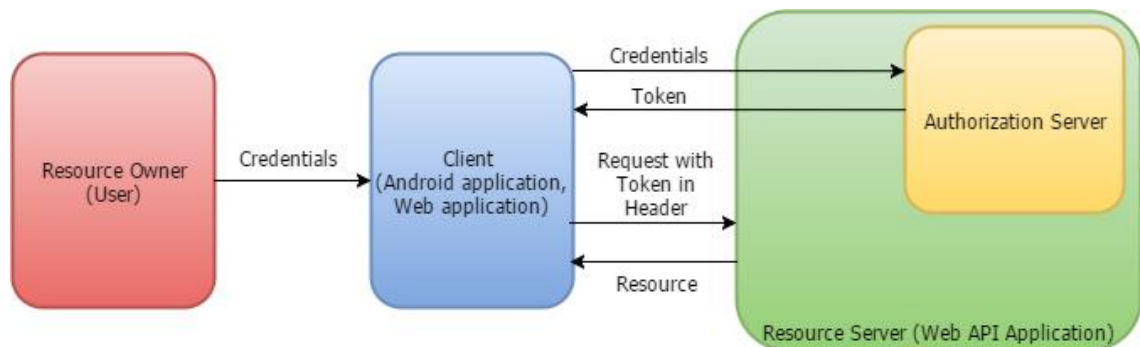 Resource Owner
(User)
Credentials
Client
(Android application,
Web application)
Credentials
Token
Request with
Token in
Header
Resource
Authorization Server
Resource Server (Web API Application)